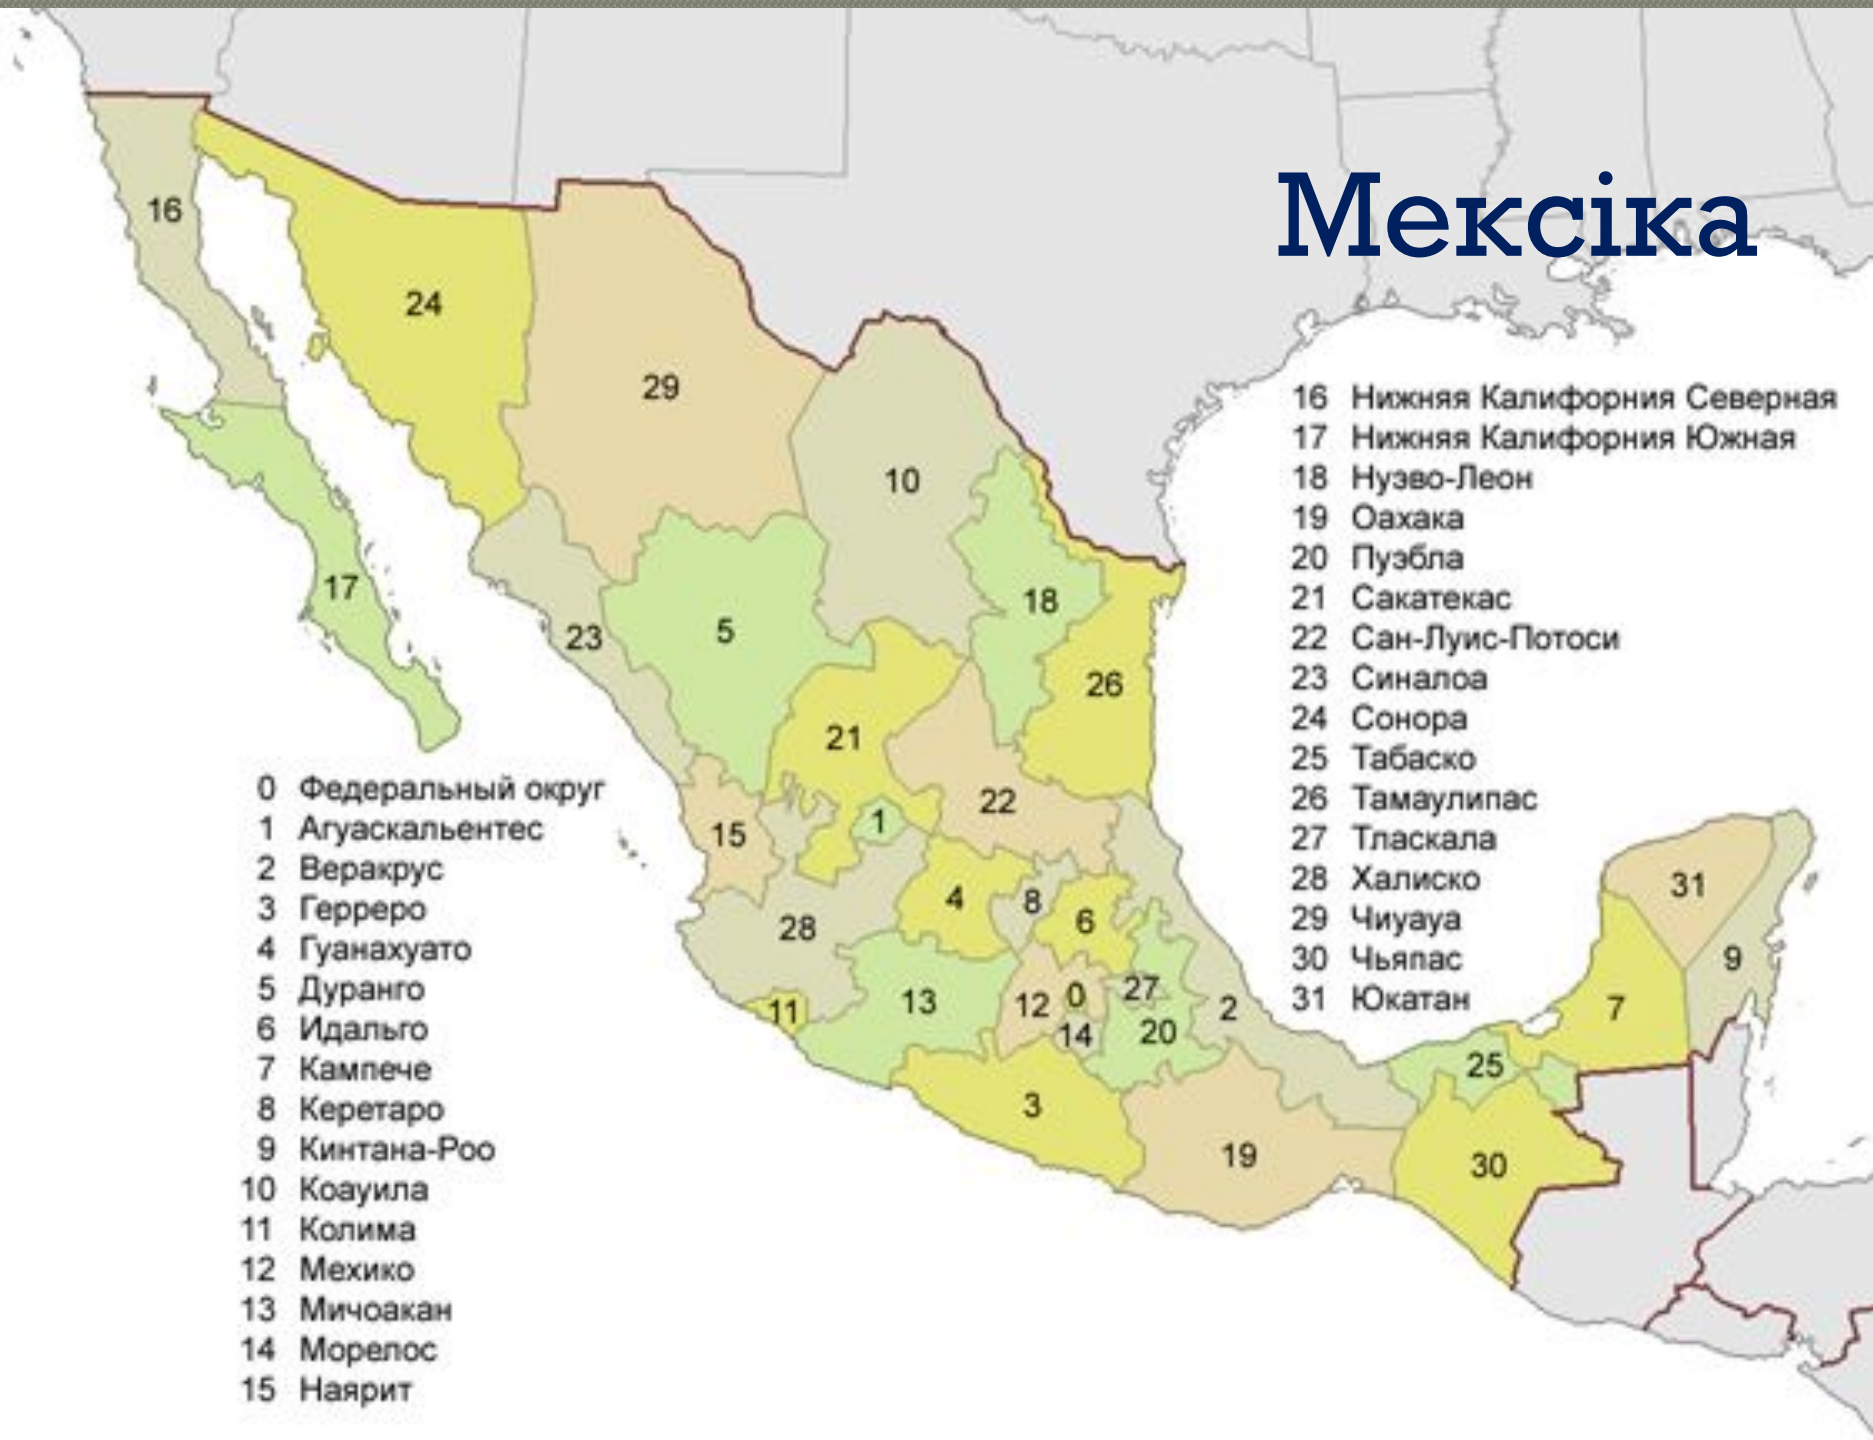 Мексіка
16
24
29
10
17
18
5
23
26
21
22
1
15
31
4
8
6
28
9
27
0
12
13
11
2
7
14
20
25
3
19
30
0 Федеральный округ
1 Агуаскальентес
2 Веракрус
3 Герреро
4 Гуанахуато
5 Дуранго
6 Идальго
7 Кампече
8 Керетаро
9 Кинтана-Роо
10 Коауила
11 Колима
12 Мехико
13 Мичоакан
14 Морелос
15 Наярит
16 Нижняя Калифорния Северная
17 Нижняя Калифорния Южная
18 Нуэво-Леон
19 Оахака
20 Пуэбла
21 Сакатекас
22 Сан-Луис-Потоси
23 Синалоа
24 Сонора
25 Табаско
26 Тамаулипас
27 Тласкала
28 Халиско
29 Чиуауа
30 Чьяпас
31 Юкатан